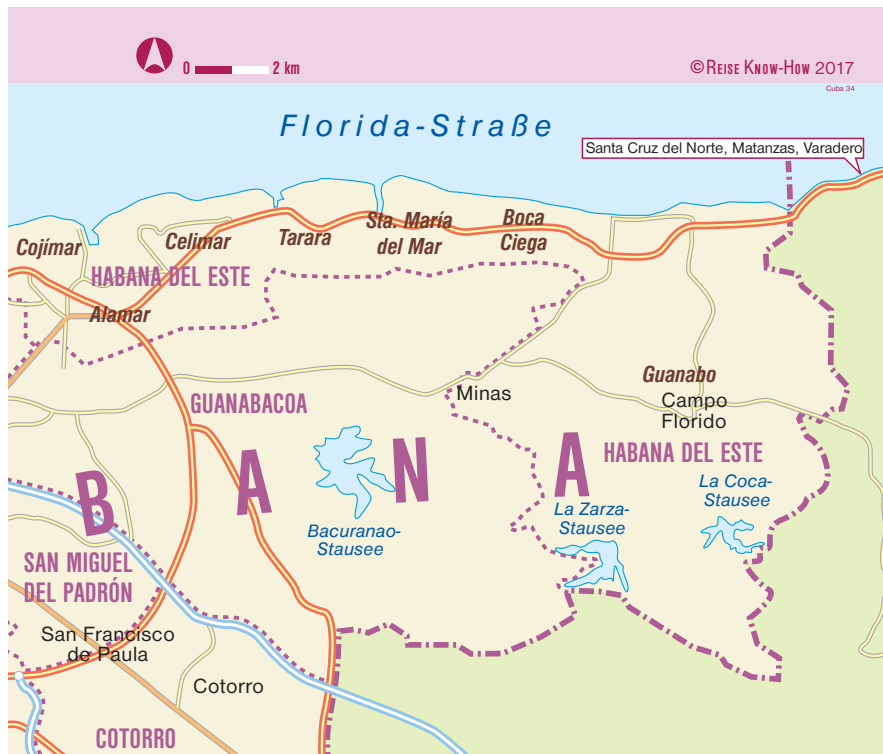 0 2 km
©REISE KNOW-HOW 2017
Cuba 34
Florida-Straße
Santa Cruz del Norte, Matanzas, Varadero
Cojímar
Celimar
Tarara
Sta. María
del Mar
Boca
Ciega
HABANA DEL ESTE
Alamar
Guanabo
Minas
Campo
Florido
GUANABACOA
HABANA DEL ESTE
B A N A
La Coca-
Stausee
La Zarza-
Stausee
Bacuranao-
Stausee
SAN MIGUEL
DEL PADRÓN
San Francisco
de Paula
Cotorro
COTORRO